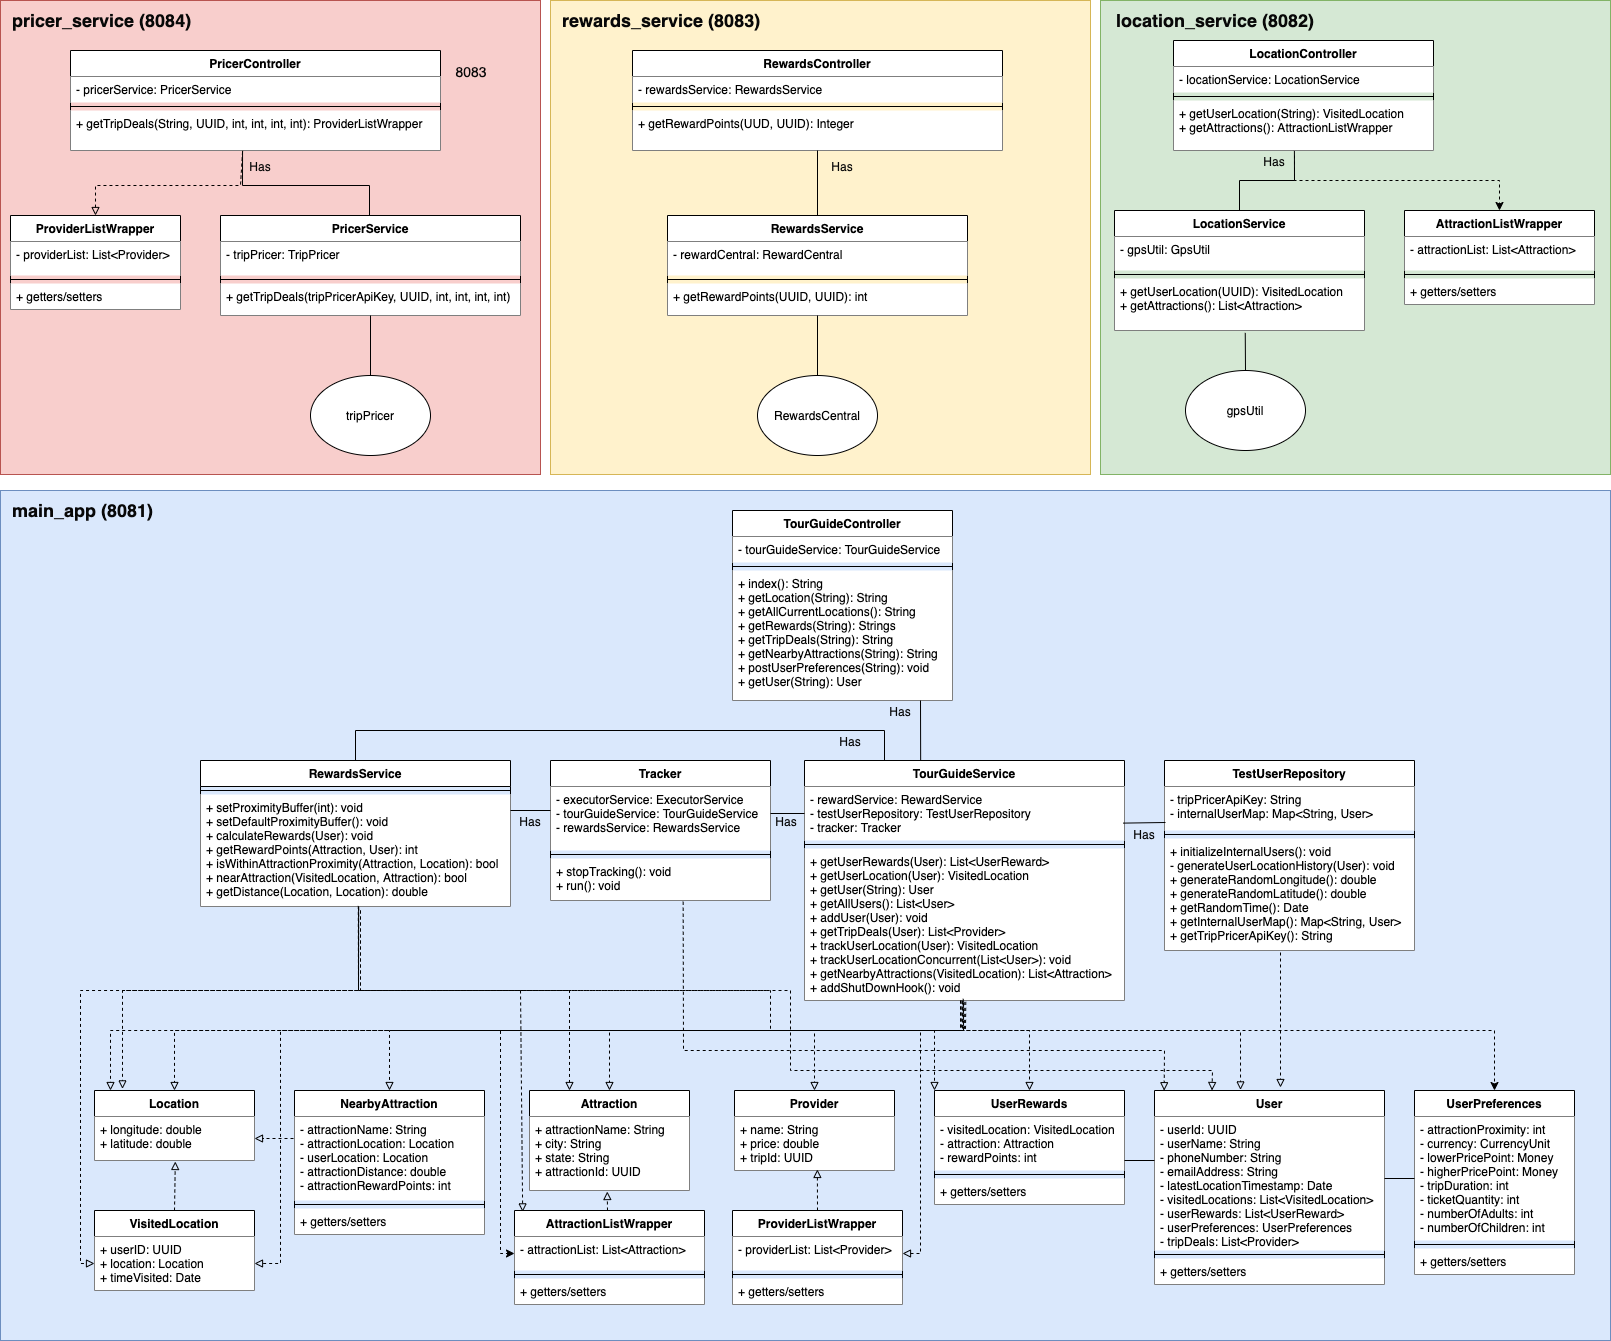 pricer_service (8084)
PricerController
8083
- pricerService: PricerService
+ getTripDeals(String, UUID, int, int, int, int): ProviderListWrapper
Has
ProviderListWrapper
- providerList: List<Provider>
+ getters/setters
PricerService
- tripPricer: TripPricer
+ getTripDeals(tripPricerApiKey, UUID, int, int, int, int)
tripPricer
rewards_service (8083)
RewardsController
- rewardsService: RewardsService
+ getRewardPoints(UUD, UUID): Integer
Has
RewardsService
- rewardCentral: RewardCentral
+ getRewardPoints(UUID, UUID): int
RewardsCentral
location_service (8082)
LocationController
- locationService: LocationService
+ getUserLocation(String): VisitedLocation
+ getAttractions(): AttractionListWrapper
Has
LocationService
- gpsUtil: GpsUtil
+ getUserLocation(UUID): VisitedLocation
+ getAttractions(): List<Attraction>
AttractionListWrapper
- attractionList: List<Attraction>
+ getters/setters
gpsUtil
main_app (8081)
TourGuideController
- tourGuideService: TourGuideService
+ index(): String
+ getLocation(String): String
+ getAllCurrentLocations(): String
+ getRewards(String): Strings
+ getTripDeals(String): String
+ getNearbyAttractions(String): String
+ postUserPreferences(String): void
+ getUser(String): User
Has
Has
RewardsService
+ setProximityBuffer(int): void
+ setDefaultProximityBuffer(): void
+ calculateRewards(User): void
+ getRewardPoints(Attraction, User): int
+ isWithinAttractionProximity(Attraction, Location): bool
+ nearAttraction(VisitedLocation, Attraction): bool
+ getDistance(Location, Location): double
Has
Tracker
- executorService: ExecutorService
- tourGuideService: TourGuideService
- rewardsService: RewardsService
+ stopTracking(): void
+ run(): void
Has
TourGuideService
- rewardService: RewardService
- testUserRepository: TestUserRepository
- tracker: Tracker
+ getUserRewards(User): List<UserReward>
+ getUserLocation(User): VisitedLocation
+ getUser(String): User
+ getAllUsers(): List<User>
+ addUser(User): void
+ getTripDeals(User): List<Provider>
+ trackUserLocation(User): VisitedLocation
+ trackUserLocationConcurrent(List<User>): void
+ getNearbyAttractions(VisitedLocation): List<Attraction>
+ addShutDownHook(): void
Has
TestUserRepository
- tripPricerApiKey: String
- internalUserMap: Map<String, User>
+ initializeInternalUsers(): void
- generateUserLocationHistory(User): void
+ generateRandomLongitude(): double
+ generateRandomLatitude(): double
+ getRandomTime(): Date
+ getInternalUserMap(): Map<String, User>
+ getTripPricerApiKey(): String
Location
+ longitude: double
+ latitude: double
NearbyAttraction
- attractionName: String
- attractionLocation: Location
- userLocation: Location
- attractionDistance: double
- attractionRewardPoints: int
+ getters/setters
Attraction
+ attractionName: String
+ city: String
+ state: String
+ attractionId: UUID
Provider
+ name: String
+ price: double
+ tripId: UUID
UserRewards
- visitedLocation: VisitedLocation
- attraction: Attraction
- rewardPoints: int
+ getters/setters
User
- userId: UUID
- userName: String
- phoneNumber: String
- emailAddress: String
- latestLocationTimestamp: Date
- visitedLocations: List<VisitedLocation>
- userRewards: List<UserReward>
- userPreferences: UserPreferences
- tripDeals: List<Provider>
+ getters/setters
UserPreferences
- attractionProximity: int
- currency: CurrencyUnit
- lowerPricePoint: Money
- higherPricePoint: Money
- tripDuration: int
- ticketQuantity: int
- numberOfAdults: int
- numberOfChildren: int
+ getters/setters
VisitedLocation
+ userID: UUID
+ location: Location
+ timeVisited: Date
AttractionListWrapper
- attractionList: List<Attraction>
+ getters/setters
ProviderListWrapper
- providerList: List<Provider>
+ getters/setters